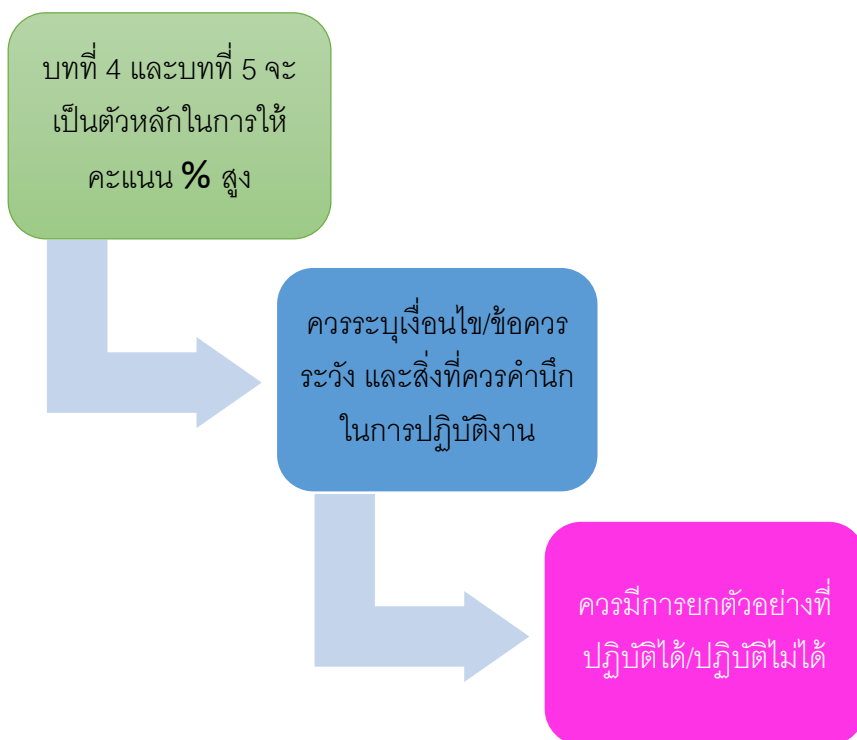 บทที่ 4 และบทที่ 5 จะ
เป็นตัวหลักในการให้
คะแนน % สูง
ควรระบุเงื่อนไข/ข้อควร
ระวัง และสิ่งที่ควรคำนึก
ในการปฏิบัติงาน
ควรมีการยกตัวอย่างที่
ปฏิบัติได้/ปฏิบัติไม่ได้